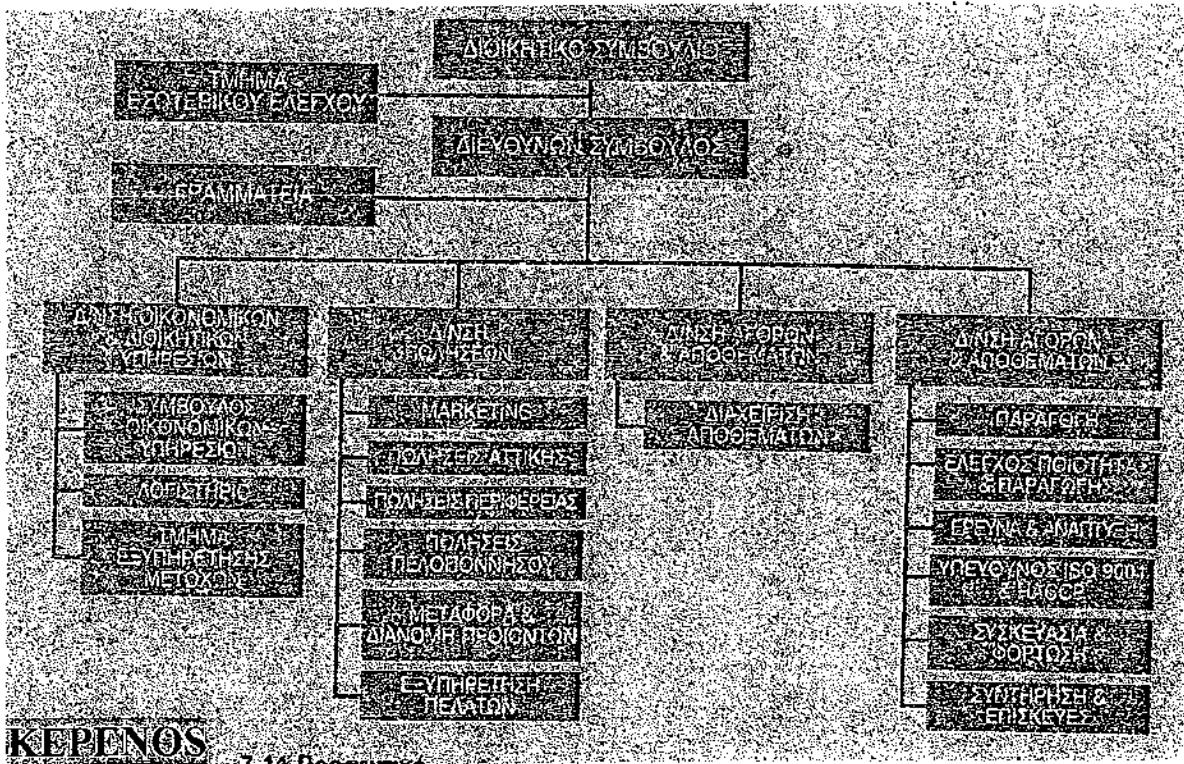 ΔΙΟΙΚΗΤΙΚΟ ΣΥΜΒΟΥΛΙΟ
ΤΜΗΜΑ
ΕΣΩΤΕΡΙΚΟΥ ΕΛΕΓΧΟΥ
ΔΙΕΥΘΥΝΩΝ ΣΥΜΒΟΥΛΟΣ
ΓΡΑΜΜΑΤΕΙΑ
Δ/ΝΣΗ ΟΙΚΟΝΟΜΙΚΩΝ
& ΔΙΟΙΚΗΤΙΚΩΝ
ΥΠΗΡΕΣΙΩΝ
ΣΥΜΒΟΥΛΟΣ
ΟΙΚΟΝΟΜΙΚΩΝ
ΥΠΗΡΕΣΙΩΝ
ΛΟΓΙΣΤΗΡΙΟ
ΤΜΗΜΑ
ΕΞΥΠΗΡΕΤΗΣΗΣ
ΜΕΤΟΧΩΝ
Δ/ΝΣΗ
ΠΩΛΗΣΕΩΝ
MARKETING
ΠΩΛΗΣΕΙΣ ΑΤΤΙΚΗΣ
ΠΩΛΗΣΕΙΣ ΠΕΡΙΦΕΡΕΙΑΣ
ΠΩΛΗΣΕΙΣ
ΠΕΛΟΠΟΝΝΗΣΟΥ
ΜΕΤΑΦΟΡΑ &
ΔΙΑΝΟΜΗ ΠΡΟΪΟΝΤΩΝ
ΕΞΥΠΗΡΕΤΗΣΗ
ΠΕΛΑΤΩΝ
Δ/ΝΣΗ ΑΓΟΡΩΝ
& ΑΠΟΘΕΜΑΤΩΝ
ΔΙΑΧΕΙΡΙΣΗ
ΑΠΟΘΕΜΑΤΩΝ
Δ/ΝΣΗ ΑΓΟΡΩΝ
& ΑΠΟΘΕΜΑΤΩΝ
ΠΑΡΑΓΩΓΗ
ΕΛΕΓΧΟΣ ΠΟΙΟΤΗΤΑΣ
& ΠΑΡΑΓΩΓΗΣ
ΕΡΕΥΝΑ & ΑΝΑΠΤΥΞΗ
ΥΠΕΥΘΥΝΟΣ ISO 9001
& HACCP
ΣΥΣΚΕΥΑΣΙΑ &
ΦΟΡΤΩΣΗ
ΣΥΝΤΗΡΗΣΗ &
ΕΠΙΣΚΕΥΕΣ
KEPENOS